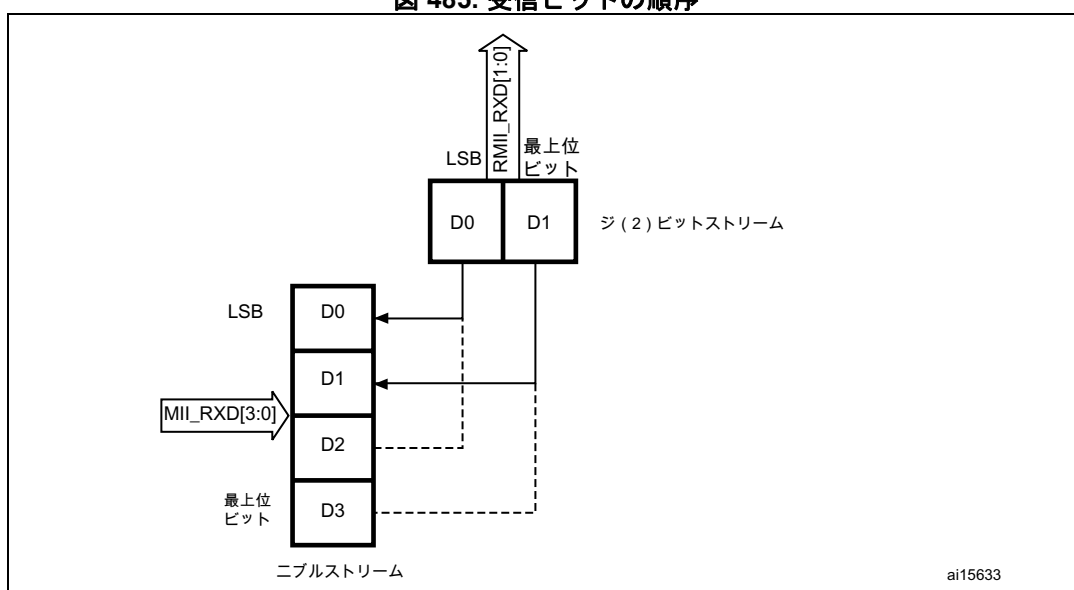 図 485. 受信ビットの順序
RMII_RXD[1:0]
LSB
最上位
ビット
D0
D1
ジ ( 2 ) ビットストリーム
LSB
D0
D1
MII_RXD[3:0]
D2
最上位
ビット
D3
ニブルストリーム
ai15633